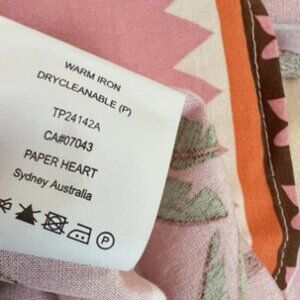 WARM IRON
DRYCLEANABLE (P)
TP24142A
CA#07043
PAPER HEART
Sydney Australia
P